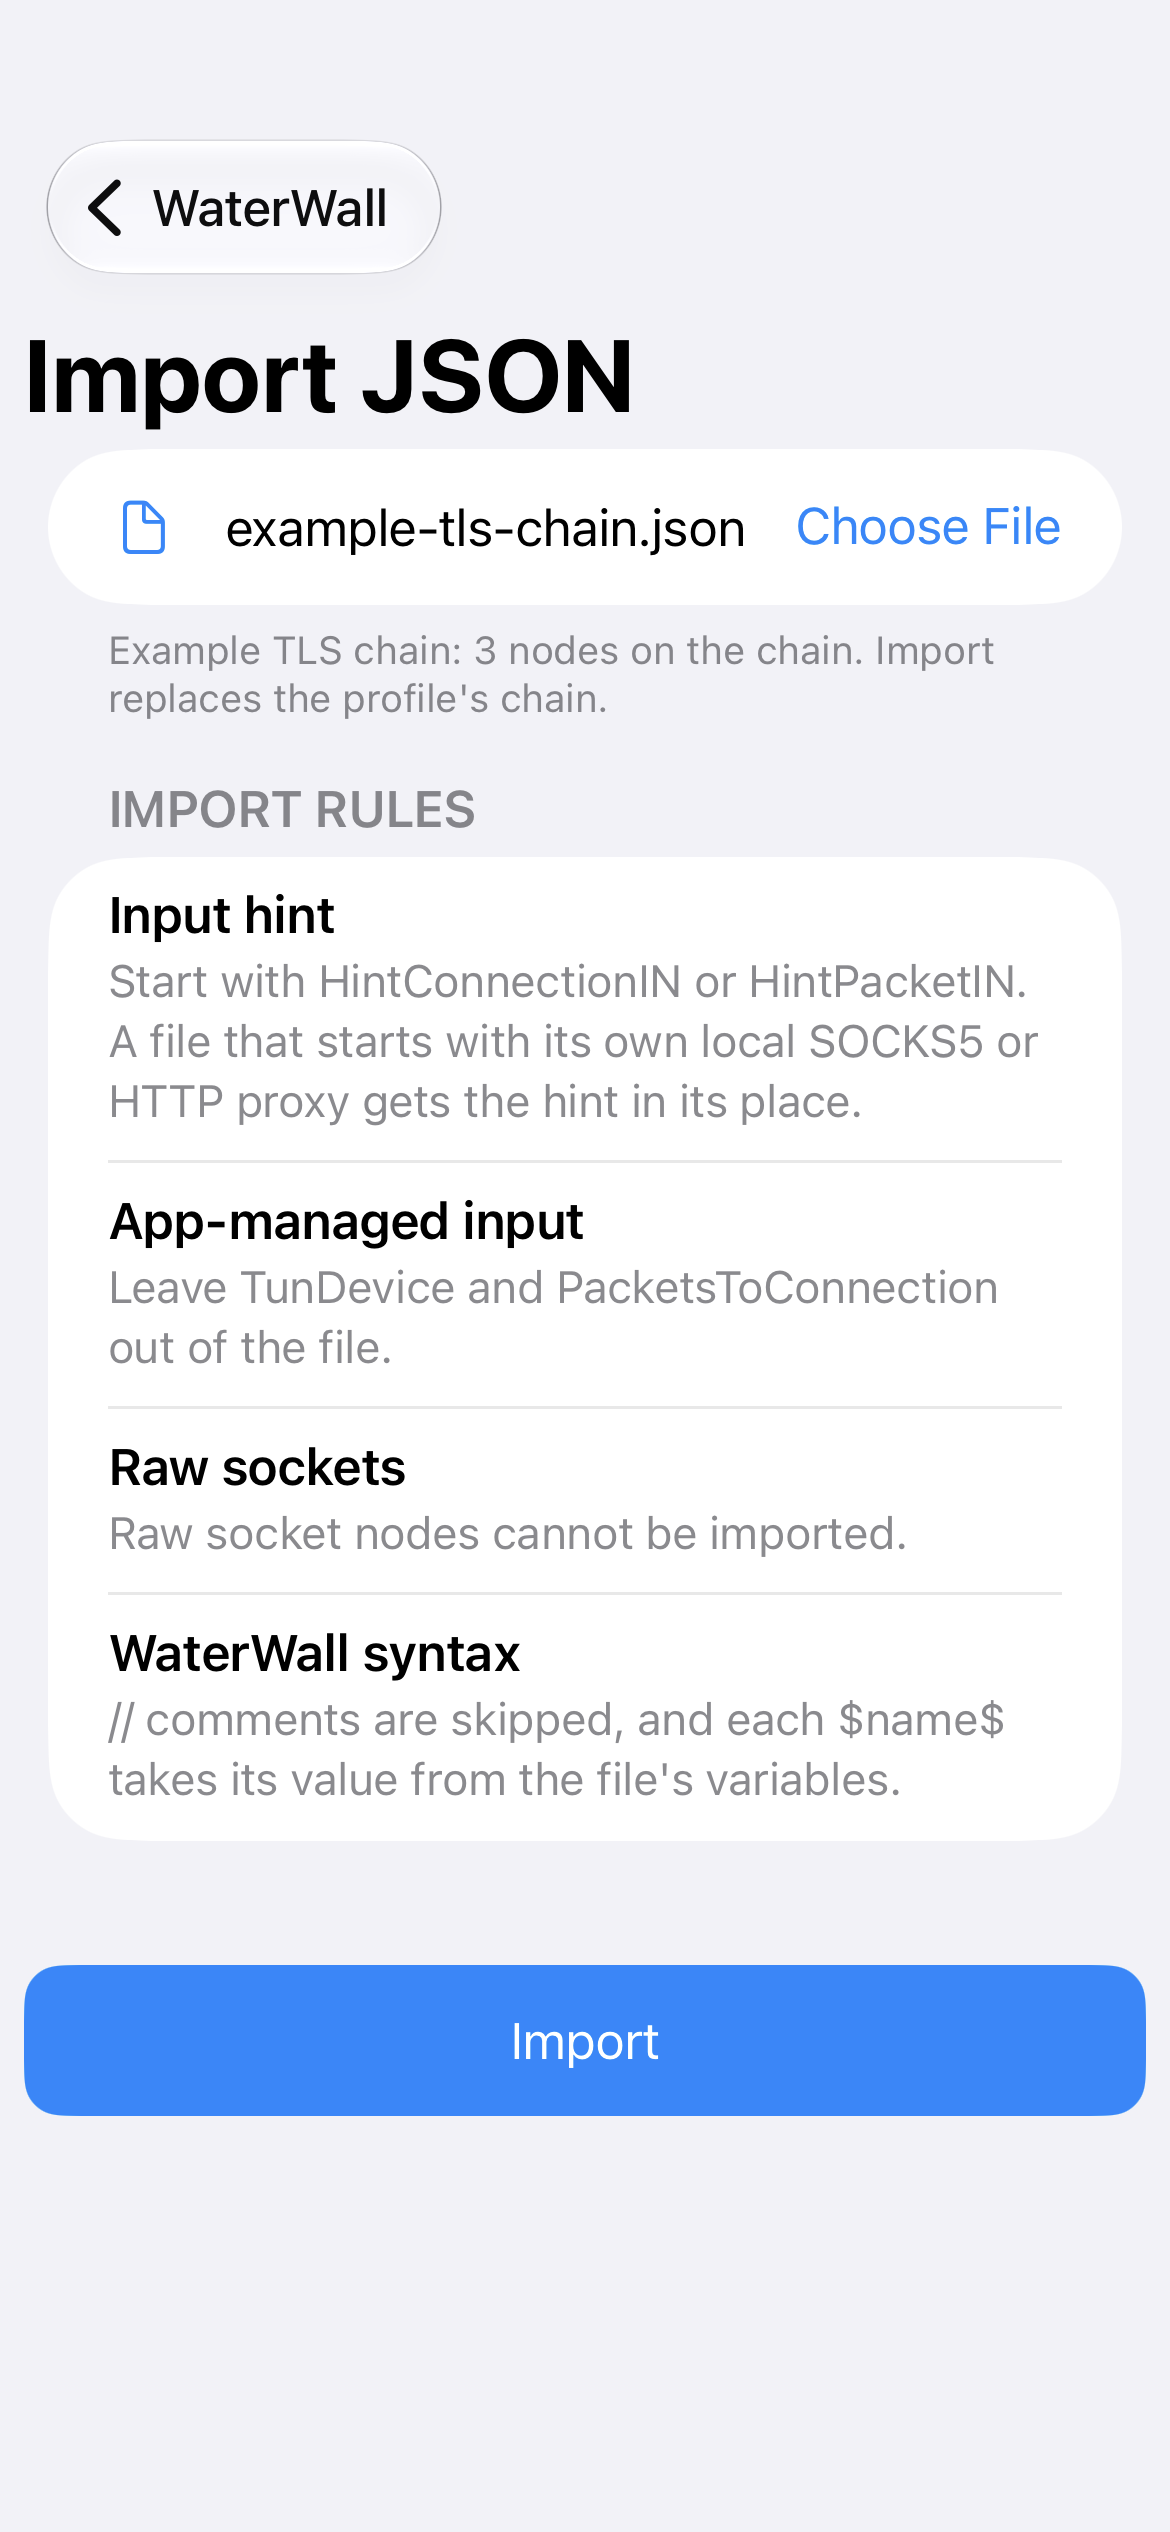 WaterWall
Import JSON
example-tls-chain.json Choose File
Example TLS chain: 3 nodes on the chain. Import
replaces the profile's chain.
IMPORT RULES
Input hint
Start with HintConnectionIN or HintPacketIN.
A file that starts with its own local SOCKS5 or
HTTP proxy gets the hint in its place.
App-managed input
Leave TunDevice and PacketsToConnection
out of the file.
Raw sockets
Raw socket nodes cannot be imported.
WaterWall syntax
// comments are skipped, and each $name$
takes its value from the file's variables.
Import